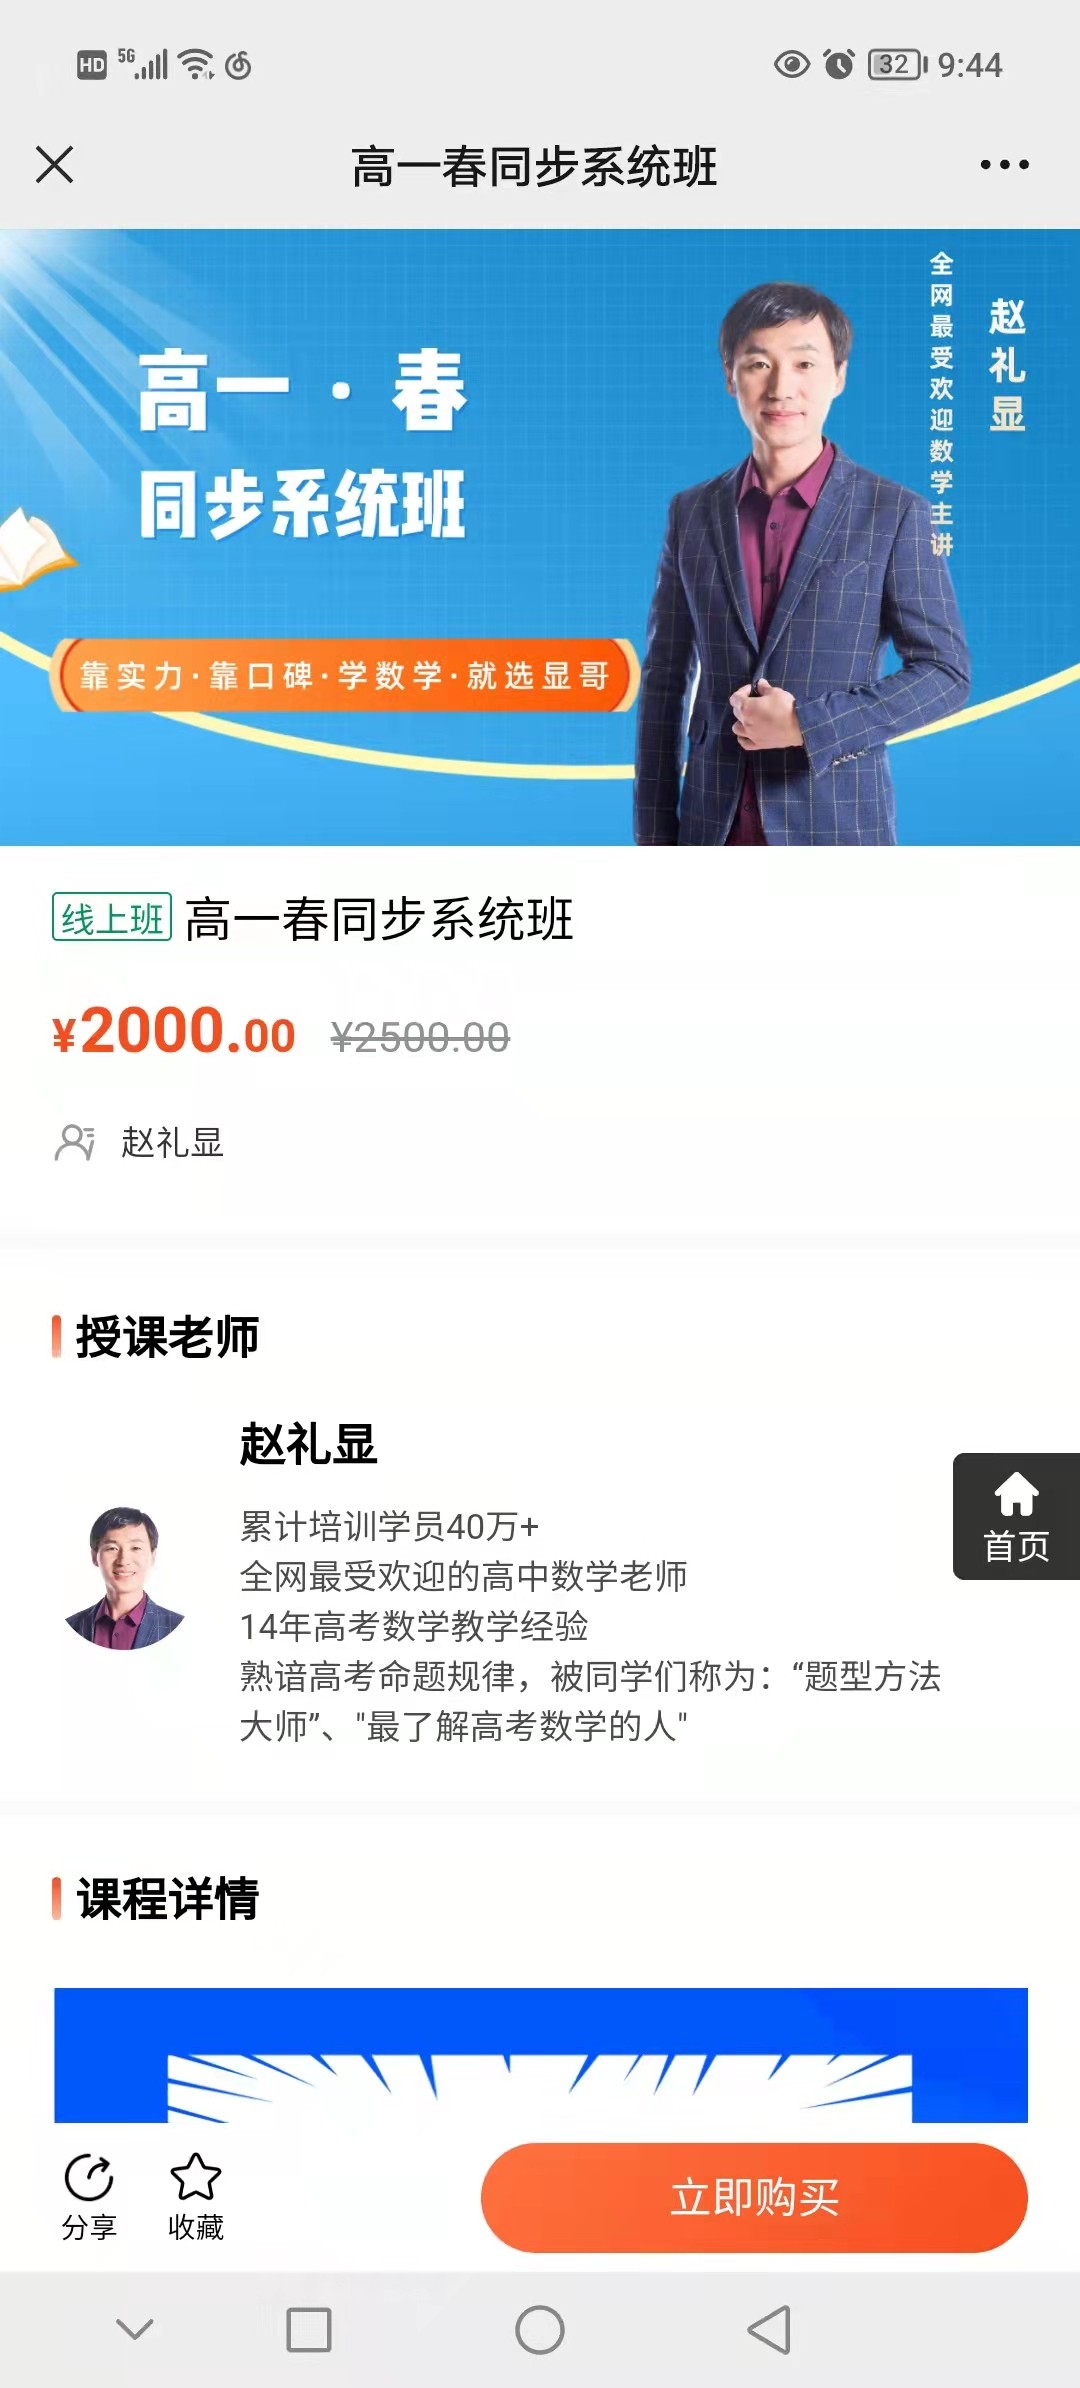 HD 5G 32 9:44
高一春同步系统班
高一·春
同步系统班
靠实力·靠口碑·学数学·就选显哥
全网最受欢迎数学主讲
赵礼显
线上班 高一春同步系统班
¥2000.00 ¥2500.00
赵礼显
授课老师
赵礼显
累计培训学员40万+
全网最受欢迎的高中数学老师
14年高考数学教学经验
熟谙高考命题规律，被同学们称为：“题型方法
大师”、"最了解高考数学的人"
首页
课程详情
分享
收藏
立即购买